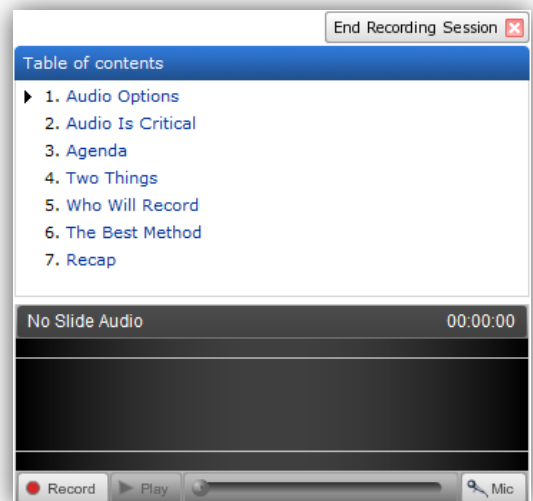 End Recording Session
Table of contents
1. Audio Options
2. Audio Is Critical
3. Agenda
4. Two Things
5. Who Will Record
6. The Best Method
7. Recap
No Slide Audio 00:00:00
Record Play Mic